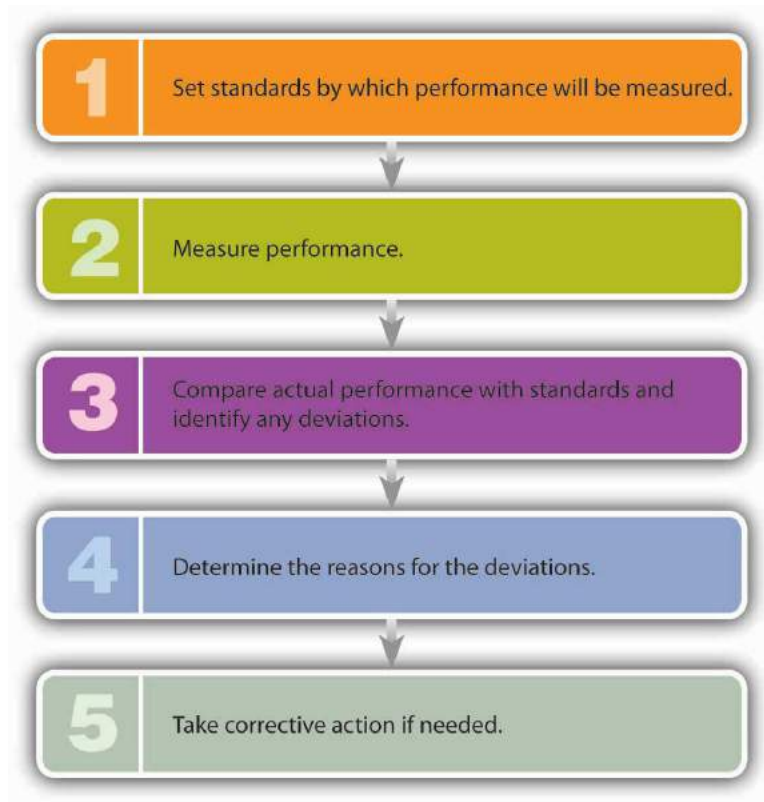 1
Set standards by which performance will be measured.
2
Measure performance.
3
Compare actual performance with standards and
identify any deviations.
4
Determine the reasons for the deviations.
5
Take corrective action if needed.